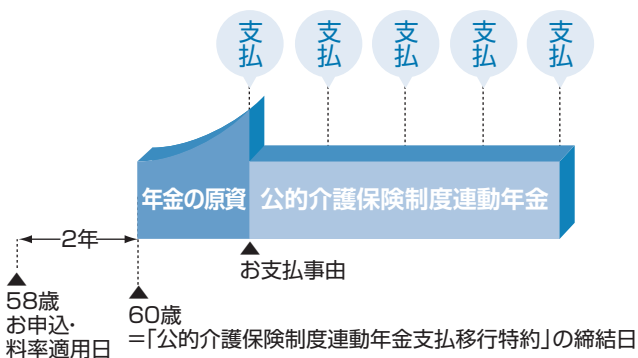 支払
支払
支払
支払
支払
年金の原資
公的介護保険制度連動年金
2年
お支払事由
58歳
お申込・
料率適用日
60歳
=「公的介護保険制度連動年金支払移行特約」の締結日